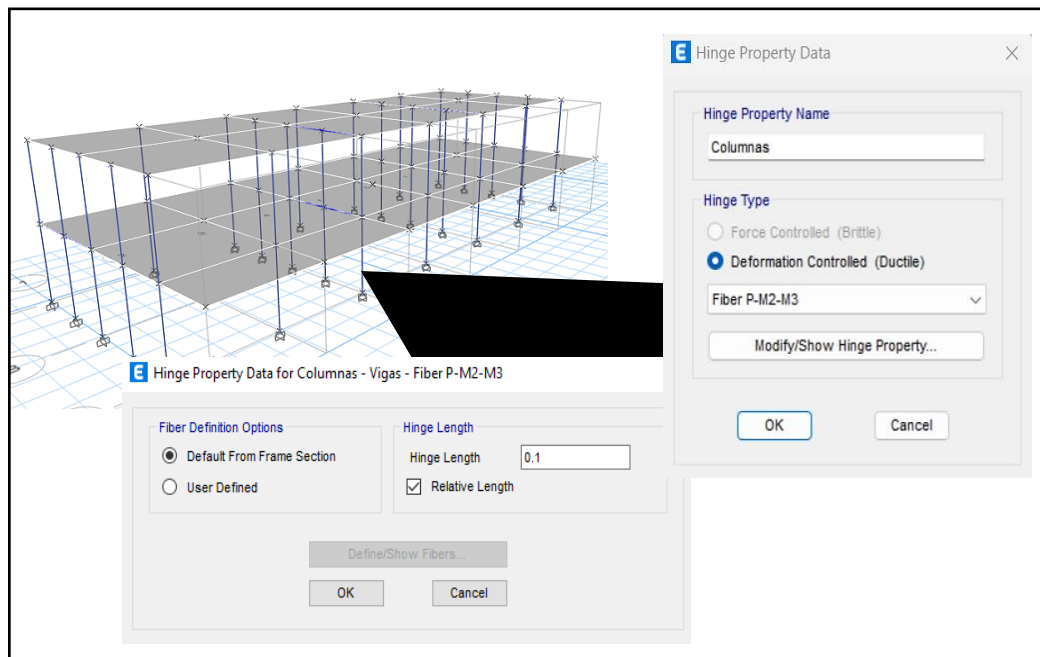 E Hinge Property Data
Hinge Property Name
Columnas
Hinge Type
Force Controlled (Brittle)
Deformation Controlled (Ductile)
Fiber P-M2-M3
Modify/Show Hinge Property...
OK Cancel
E Hinge Property Data for Columnas - Vigas - Fiber P-M2-M3
Fiber Definition Options
Default From Frame Section
User Defined
Hinge Length
Hinge Length 0.1
Relative Length
Define/Show Fibers...
OK Cancel